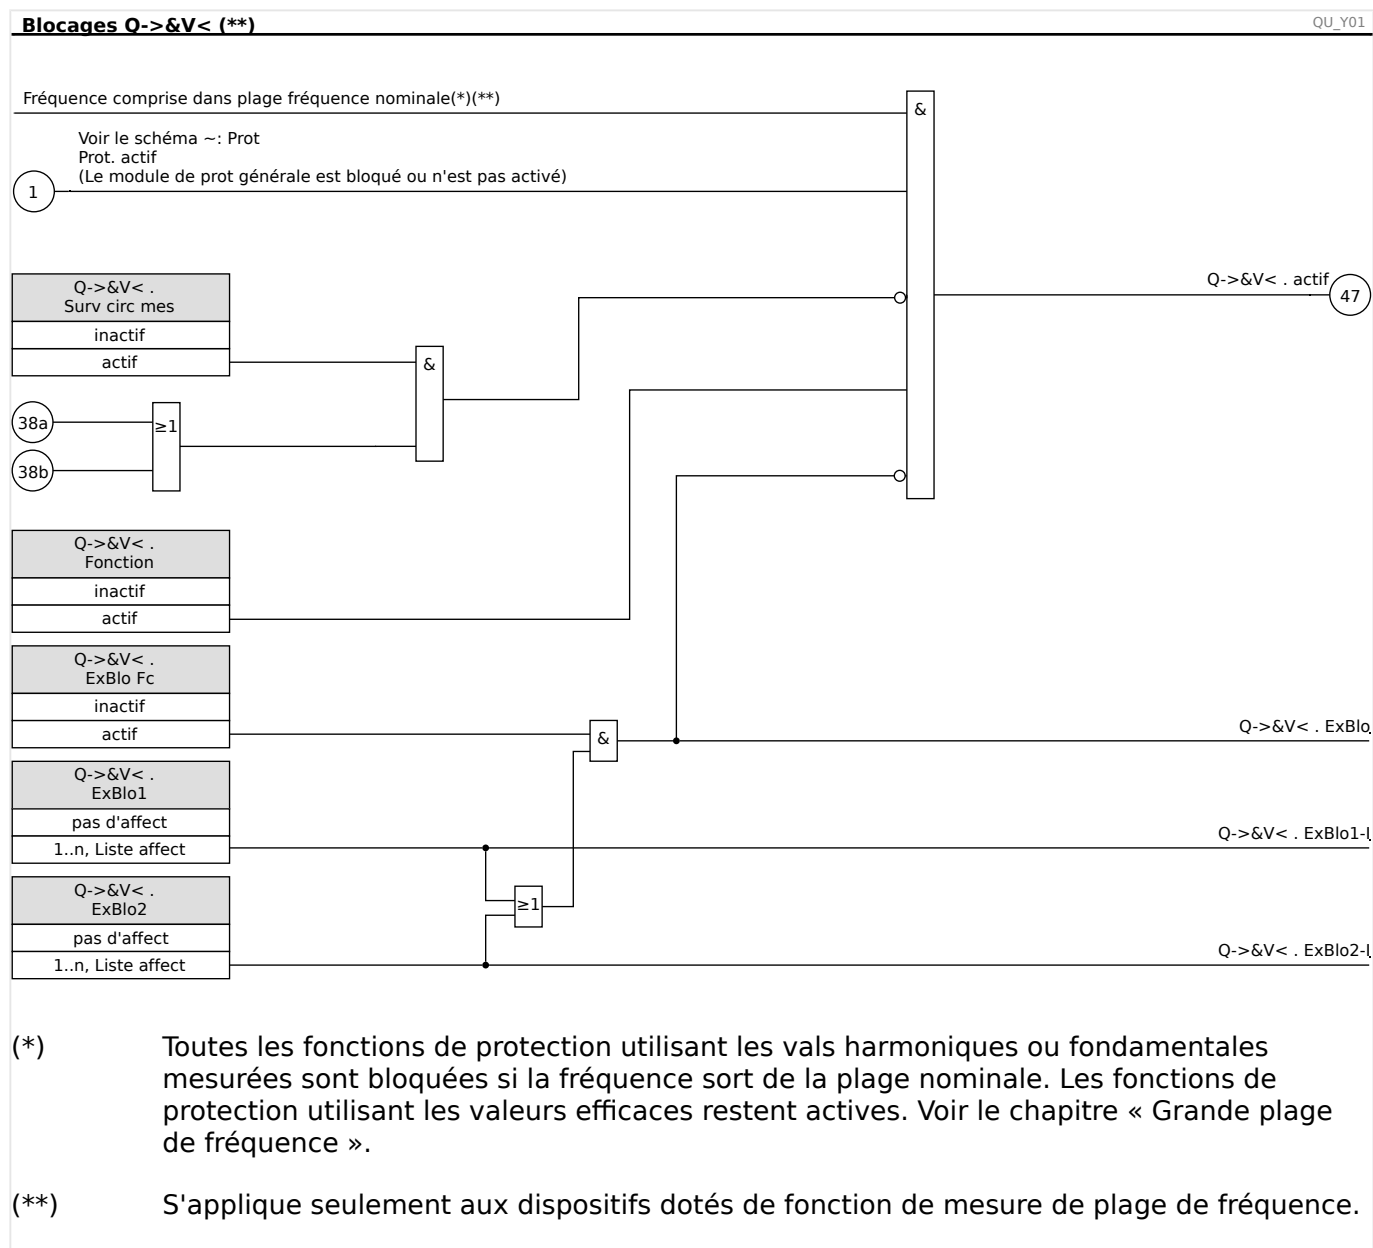 Blocages Q->&V< (**)
QU_Y01
Fréquence comprise dans plage fréquence nominale(*)(**)
&
Voir le schéma ~: Prot
Prot. actif
(Le module de prot générale est bloqué ou n'est pas activé)
1
Q->&V< .
Surv circ mes
inactif
actif
&
Q->&V< . actif
47
38a
≥1
38b
Q->&V< .
Fonction
inactif
actif
Q->&V< .
ExBlo Fc
inactif
actif
&
Q->&V< . ExBlo
Q->&V< .
ExBlo1
pas d'affect
1..n, Liste affect
Q->&V< . ExBlo1-I
Q->&V< .
ExBlo2
≥1
pas d'affect
1..n, Liste affect
Q->&V< . ExBlo2-I
(*) Toutes les fonctions de protection utilisant les vals harmoniques ou fondamentales
mesurées sont bloquées si la fréquence sort de la plage nominale. Les fonctions de
protection utilisant les valeurs efficaces restent actives. Voir le chapitre « Grande plage
de fréquence ».
(**) S'applique seulement aux dispositifs dotés de fonction de mesure de plage de fréquence.